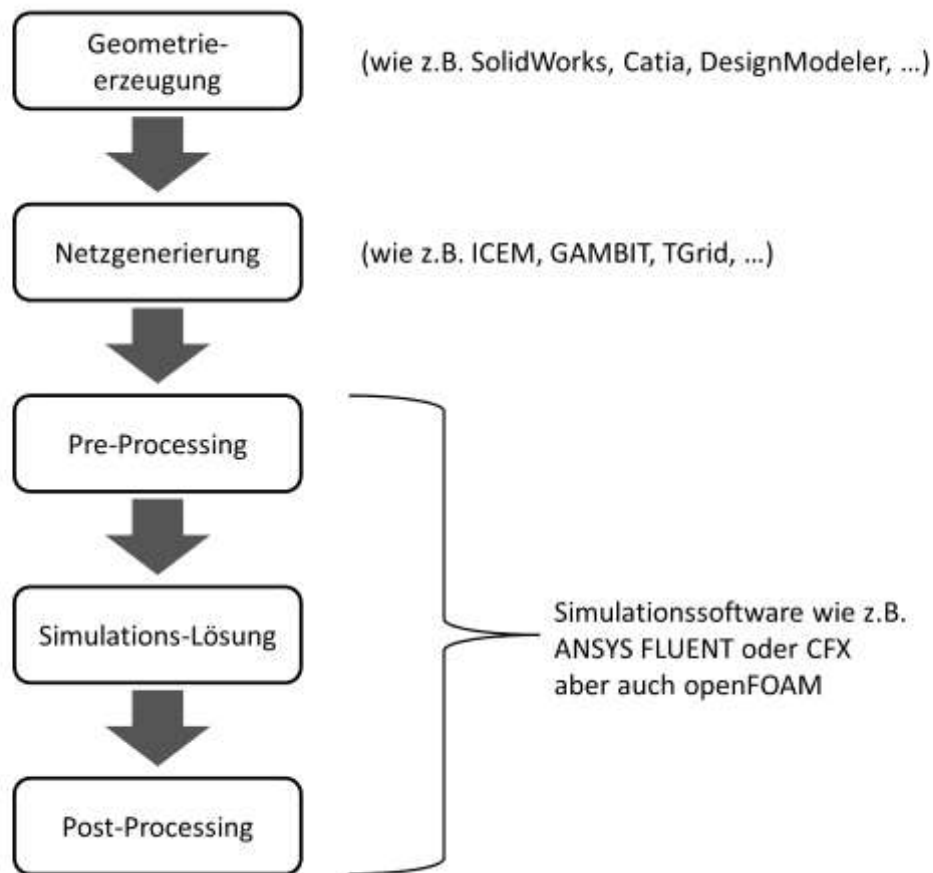 Geometrie-
erzeugung
(wie z.B. SolidWorks, Catia, DesignModeler, ...)
Netzgenerierung
(wie z.B. ICEM, GAMBIT, TGrid, ...)
Pre-Processing
Simulations-Lösung
Simulationssoftware wie z.B.
ANSYS FLUENT oder CFX
aber auch openFOAM
Post-Processing